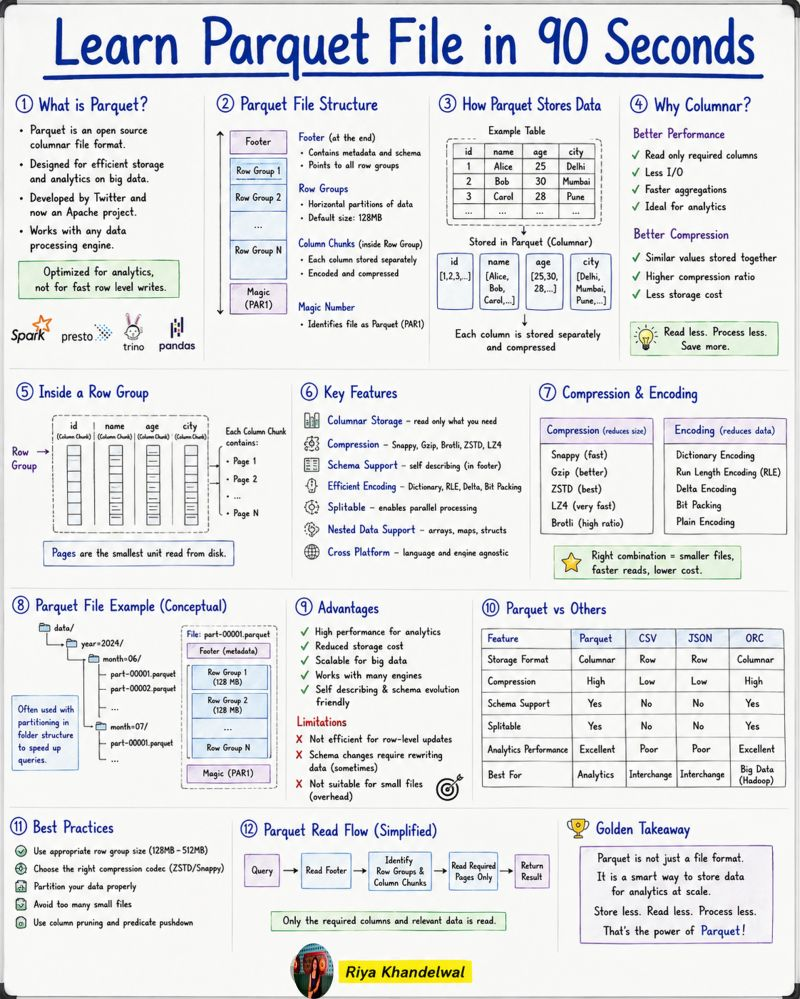 Learn Parquet File in 90 Seconds
1 What is Parquet?
• Parquet is an open source
columnar file format.
• Designed for efficient storage
and analytics on big data.
• Developed by Twitter and
now an Apache project.
• Works with any data
processing engine.
Optimized for analytics,
not for fast row level writes.
Spark
presto
trino
pandas
2 Parquet File Structure
Footer
Row Group 1
Row Group 2
...
Row Group N
Magic
(PAR1)
Footer (at the end)
• Contains metadata and schema
• Points to all row groups
Row Groups
• Horizontal partitions of data
• Default size: 128MB
Column Chunks (inside Row Group)
• Each column stored separately
• Encoded and compressed
Magic Number
• Identifies file as Parquet (PAR1)
3 How Parquet Stores Data
Example Table
id name age city
1 Alice 25 Delhi
2 Bob 30 Mumbai
3 Carol 28 Pune
... ... ... ...
Stored in Parquet (Columnar)
id name age city
[1,2,3,...] [Alice, [25,30, [Delhi,
Bob, 28,...] Mumbai,
Carol,...] Pune,...]
Each column is stored separately
and compressed
4 Why Columnar?
Better Performance
✓ Read only required columns
✓ Less I/O
✓ Faster aggregations
✓ Ideal for analytics
Better Compression
✓ Similar values stored together
✓ Higher compression ratio
✓ Less storage cost
Read less. Process less.
Save more.
5 Inside a Row Group
Row
Group
id name age city
(Column Chunk) (Column Chunk) (Column Chunk) (Column Chunk)
Each Column Chunk
contains:
• Page 1
• Page 2
• ...
• Page N
Pages are the smallest unit read from disk.
6 Key Features
Columnar Storage – read only what you need
Compression – Snappy, Gzip, Brotli, ZSTD, LZ4
Schema Support – self describing (in footer)
Efficient Encoding – Dictionary, RLE, Delta, Bit Packing
Splitable – enables parallel processing
Nested Data Support – arrays, maps, structs
Cross Platform – language and engine agnostic
7 Compression & Encoding
Compression (reduces size)
Snappy (fast)
Gzip (better)
ZSTD (best)
LZ4 (very fast)
Brotli (high ratio)
Encoding (reduces data)
Dictionary Encoding
Run Length Encoding (RLE)
Delta Encoding
Bit Packing
Plain Encoding
Right combination = smaller files,
faster reads, lower cost.
8 Parquet File Example (Conceptual)
data/
year=2024/
month=06/
part-00001.parquet
part-00002.parquet
...
month=07/
part-00001.parquet
...
Often used with
partitioning in
folder structure
to speed up
queries.
File: part-00001.parquet
Footer (metadata)
Row Group 1
(128 MB)
Row Group 2
(128 MB)
...
Row Group N
Magic (PAR1)
9 Advantages
✓ High performance for analytics
✓ Reduced storage cost
✓ Scalable for big data
✓ Works with many engines
✓ Self describing & schema evolution
friendly
Limitations
✗ Not efficient for row-level updates
✗ Schema changes require rewriting
data (sometimes)
✗ Not suitable for small files
(overhead)
10 Parquet vs Others
Feature Parquet CSV JSON ORC
Storage Format Columnar Row Row Columnar
Compression High Low Low High
Schema Support Yes No No Yes
Splitable Yes No No Yes
Analytics Performance Excellent Poor Poor Excellent
Best For Analytics Interchange Interchange Big Data
(Hadoop)
11 Best Practices
Use appropriate row group size (128MB – 512MB)
Choose the right compression codec (ZSTD/Snappy)
Partition your data properly
Avoid too many small files
Use column pruning and predicate pushdown
12 Parquet Read Flow (Simplified)
Query
Read Footer
Identify
Row Groups &
Column Chunks
Read Required
Pages Only
Return
Result
Only the required columns and relevant data is read.
Golden Takeaway
Parquet is not just a file format.
It is a smart way to store data
for analytics at scale.
Store less. Read less. Process less.
That's the power of Parquet!
Riya Khandelwal